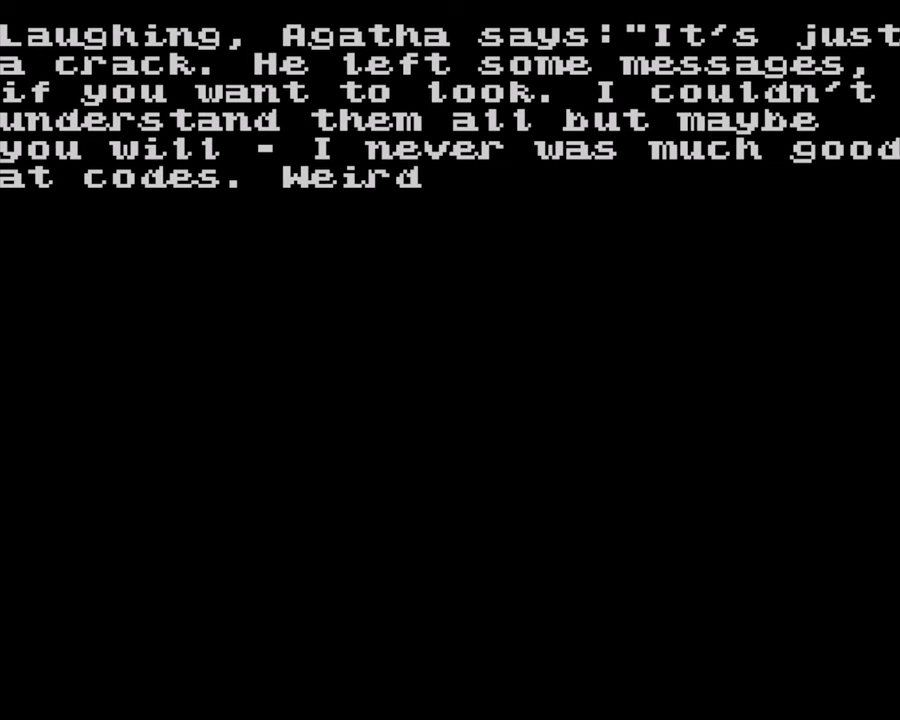 Laughing, Agatha says:"It's just
a crack. He left some messages,
if you want to look. I couldn't
understand them all but maybe
you will - I never was much good
at codes. Weird